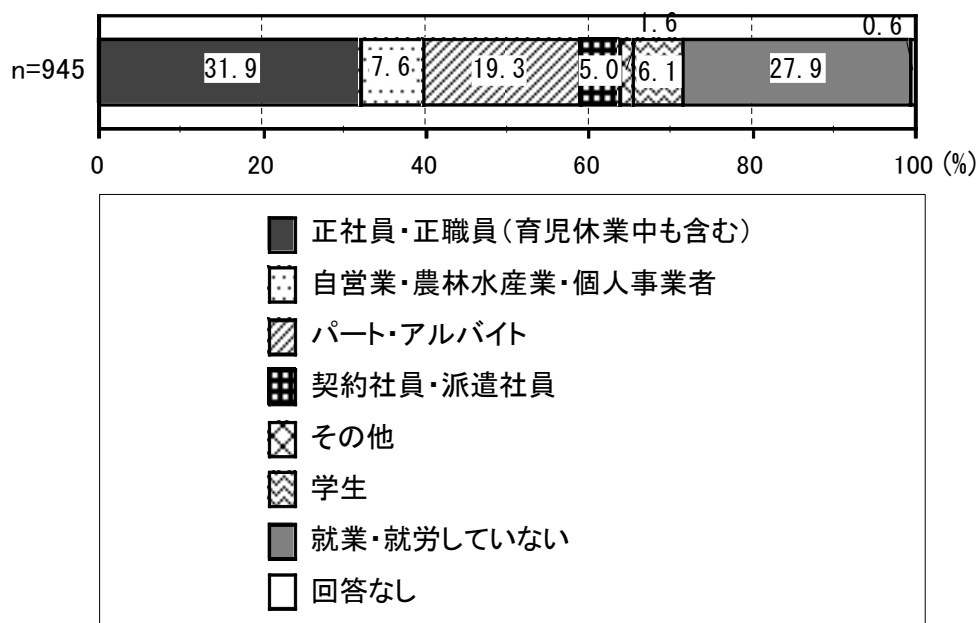 1.6 0.6
n=945 31.9 7.6 19.3 5.0 6.1 27.9
0 20 40 60 80 100 (%)
正社員・正職員(育児休業中も含む)
自営業・農林水産業・個人事業者
パート・アルバイト
契約社員・派遣社員
その他
学生
就業・就労していない
回答なし